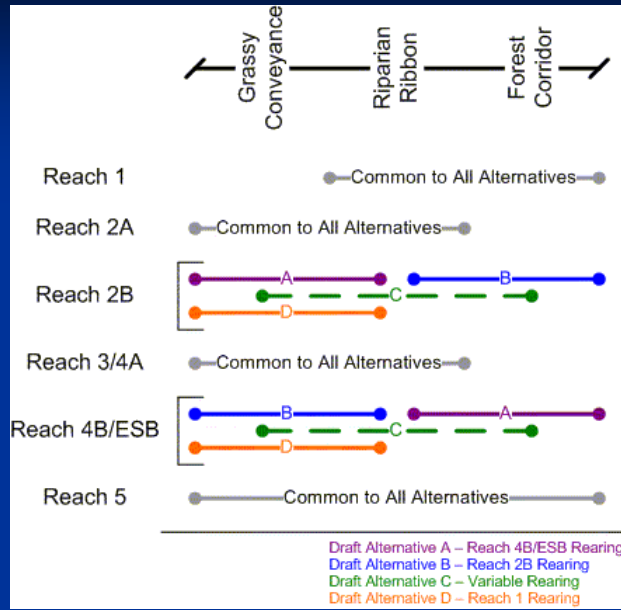 Grassy
Conveyance
Riparian
Ribbon
Forest
Corridor
Reach 1
Common to All Alternatives
Reach 2A
Common to All Alternatives
Reach 2B
A
B
C
D
Reach 3/4A
Common to All Alternatives
Reach 4B/ESB
B
A
C
D
Reach 5
Common to All Alternatives
Draft Alternative A – Reach 4B/ESB Rearing
Draft Alternative B – Reach 2B Rearing
Draft Alternative C – Variable Rearing
Draft Alternative D – Reach 1 Rearing